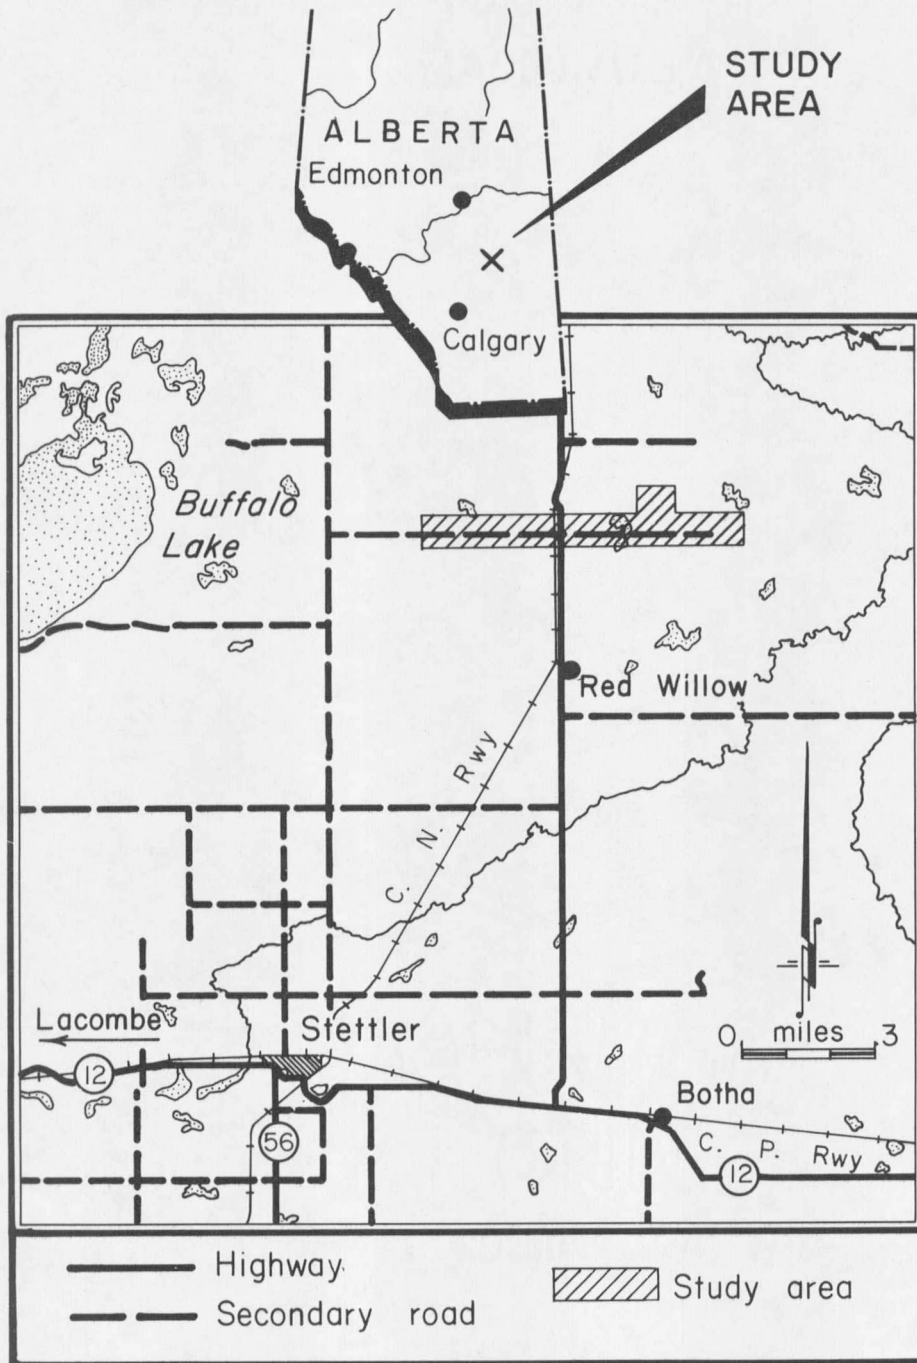 STUDY
AREA
ALBERTA
Edmonton
Calgary
Buffalo
Lake
Red Willow
C. N. Rwy
Lacombe
Stettler
0 miles 3
12
Botha
56
C. P. Rwy
12
Highway
Secondary road
Study area